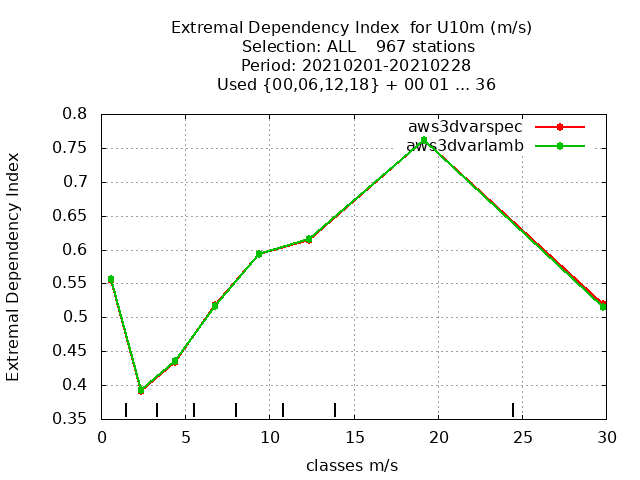 Extremal Dependency Index  for U10m (m/s)
Selection: ALL    967 stations
Period: 20210201-20210228
Used {00,06,12,18} + 00 01 ... 36
aws3dvarspec
aws3dvarlamb
Extremal Dependency Index
0.8
0.75
0.7
0.65
0.6
0.55
0.5
0.45
0.4
0.35
0 5 10 15 20 25 30
classes m/s